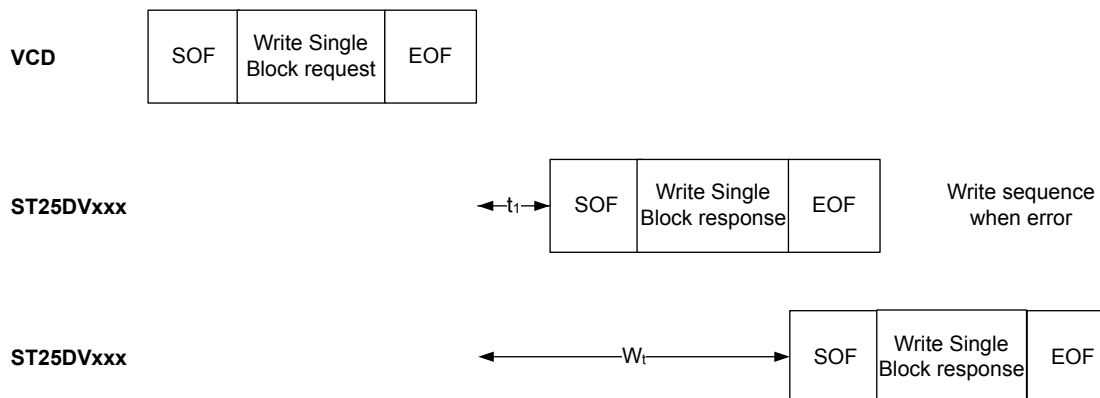 VCD
SOF
Write Single
Block request
EOF
ST25DVxxx
t1
SOF
Write Single
Block response
EOF
Write sequence
when error
ST25DVxxx
Wt
SOF
Write Single
Block response
EOF